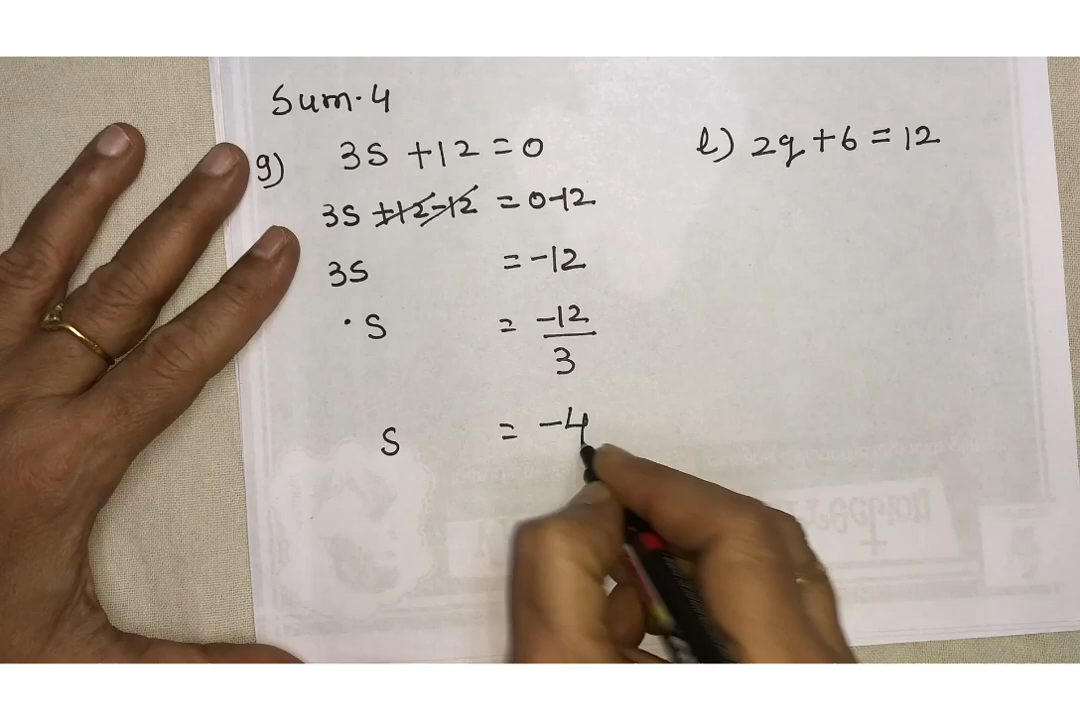 Sum.4
g) 3s +12 = 0
3s +12-12 = 0-12
3s = -12
s = -12/3
s = -4
l) 2q + 6 = 12